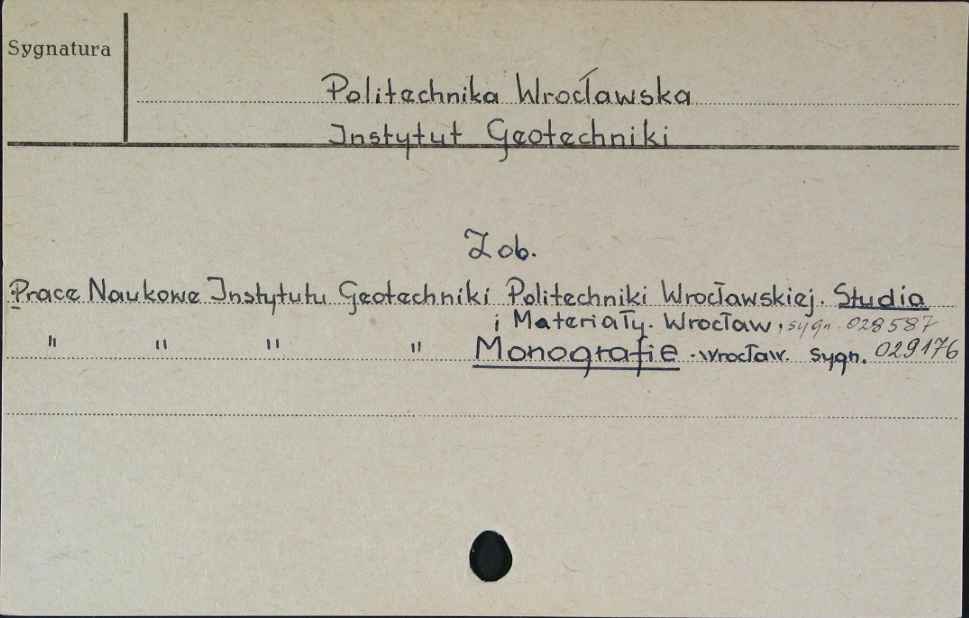 Sygnatura
Politechnika Wrocławska
Instytut Geotechniki
Zob.
Prace Naukowe Instytutu Geotechniki Politechniki Wrocławskiej. Studia
i Materiały. Wrocław, sygn. 028587
" " " " Monografie. Wrocław. sygn. 029176